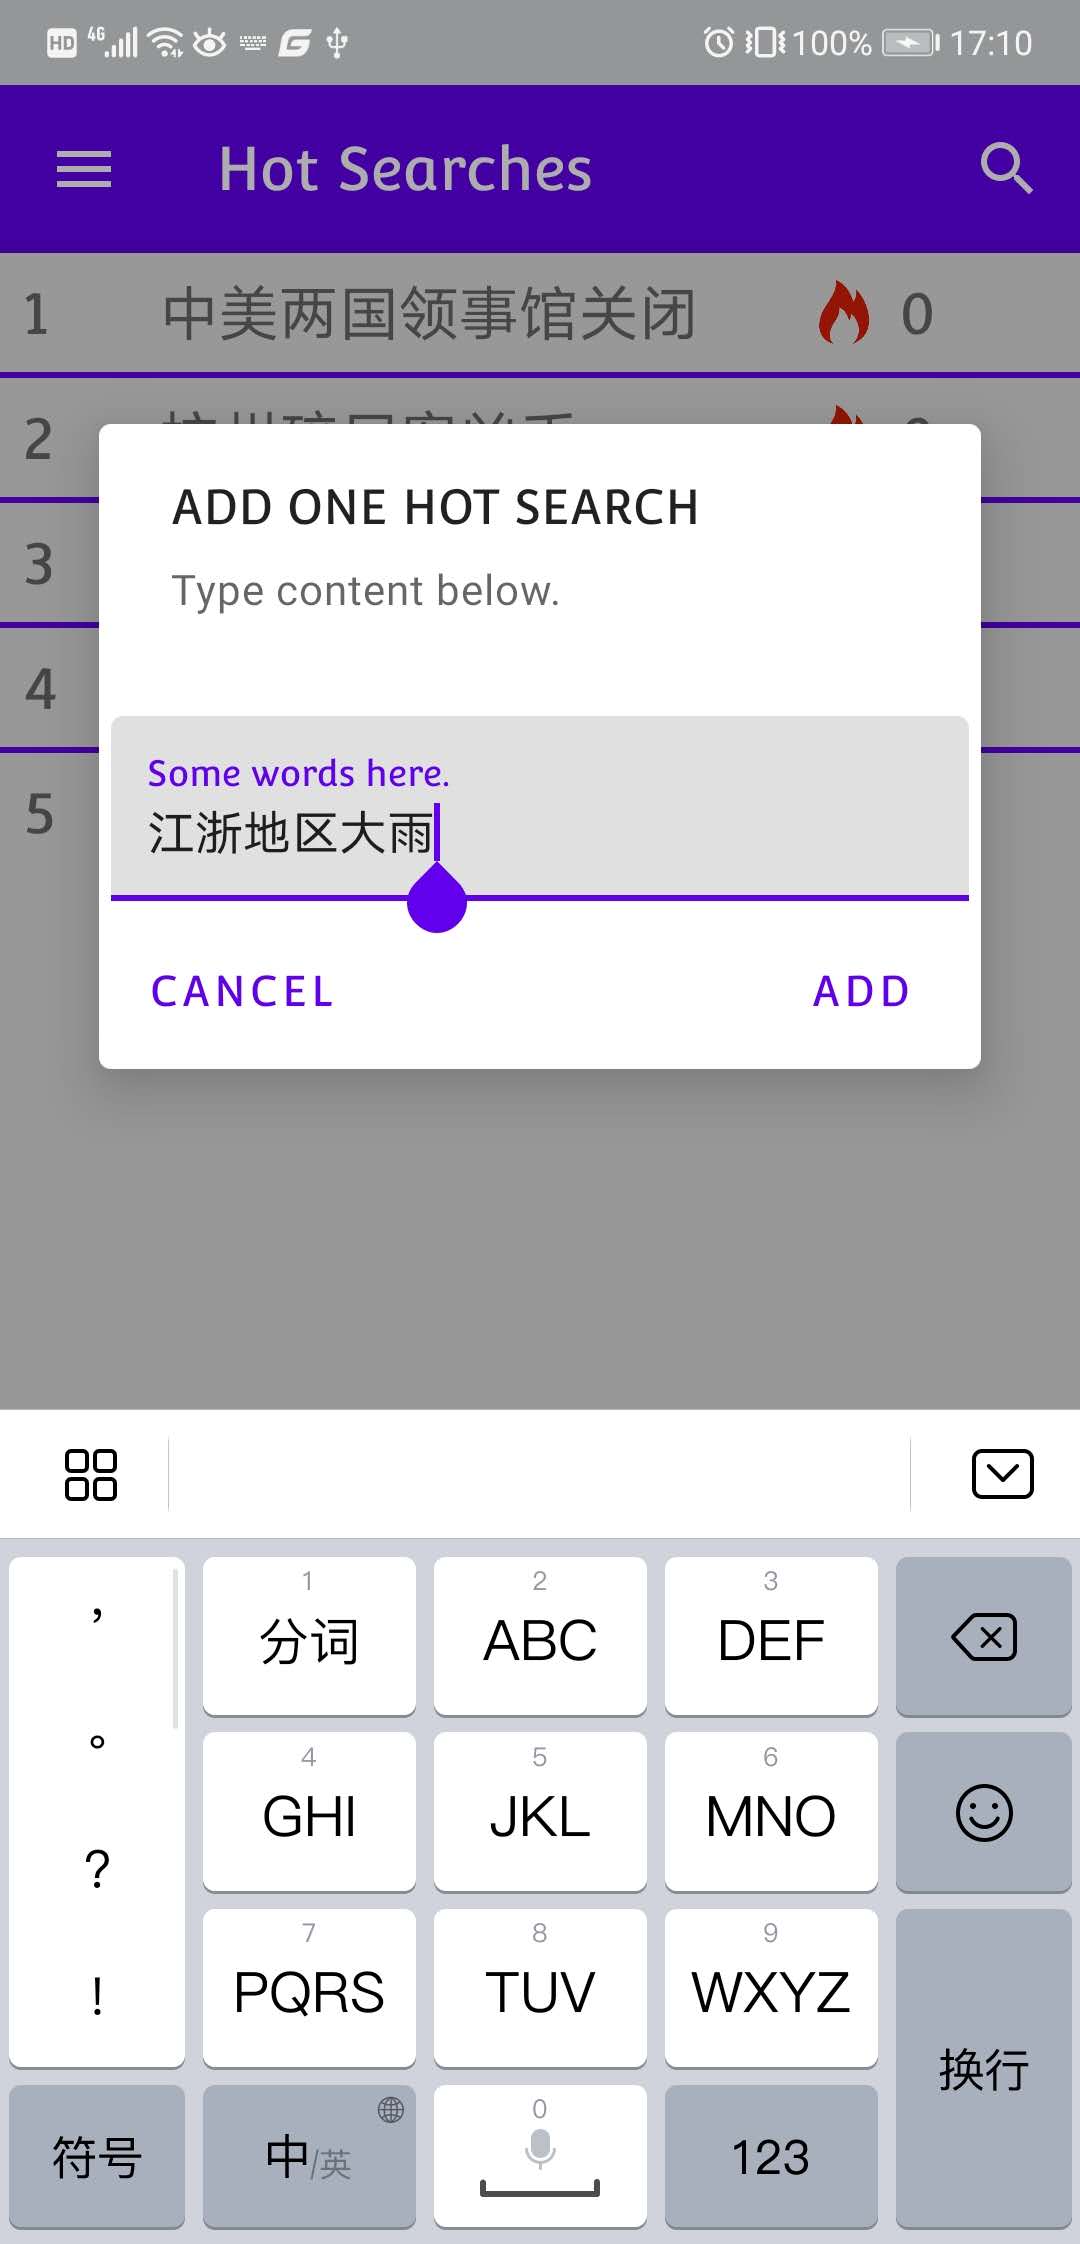 HD 4G 100% 17:10
Hot Searches
1 中美两国领事馆关闭 0
2
ADD ONE HOT SEARCH
3
Type content below.
4
Some words here.
5 江浙地区大雨
CANCEL ADD
， 1 分词 2 ABC 3 DEF
。 4 GHI 5 JKL 6 MNO
？ 7 PQRS 8 TUV 9 WXYZ
！ 换行
符号 中/英 0 123